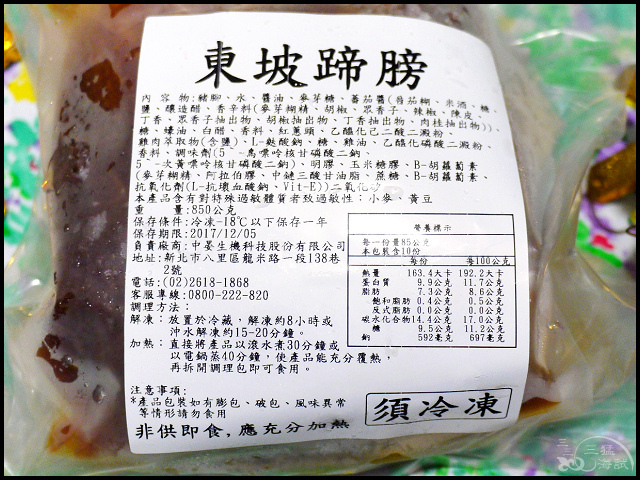 東坡蹄膀
內 容 物:豬腳、水、醬油、麥芽糖、蕃茄醬(蕃茄糊、米酒、糖、
鹽、釀造醋、香辛料(麥芽糊精、胡椒、眾香子、辣椒、陳皮、
丁香、眾香子抽出物、胡椒抽出物、丁香抽出物、肉桂抽出物))、
糖、蠔油、白醋、香料、紅蔥頭、乙醯化己二酸二澱粉、
雞肉萃取物(含鹽)、L-麩酸鈉、糖、雞油、乙醯化磷酸二澱粉、
香料、調味劑(5'-鳥嘌呤核苷磷酸二鈉、
5'-次黃嘌呤核苷磷酸二鈉)、明膠、玉米糖膠、B-胡蘿蔔素
(麥芽糊精、阿拉伯膠、中鏈三酸甘油脂、蔗糖、B-胡蘿蔔素、
抗氧化劑(L-抗壞血酸鈉、Vit-E))二氧化矽
本產品含有對特殊過敏體質者致過敏性：小麥、黃豆
重　　量:850公克
保存條件:冷凍-18℃以下保存一年
保存期限:2017/12/05
負責廠商:中晏生機科技股份有限公司
地址:新北市八里區龍米路一段138巷
2號
電話:(02)2618-1868
客服專線:0800-222-820
調理方法:
解凍：放置於冷藏，解凍約8小時或
沖水解凍約15-20分鐘。
加熱：直接將產品以滾水煮30分鐘或
以電鍋蒸40分鐘，使產品能充分覆熱，
再拆開調理包即可食用。
注意事項:
*產品包裝如有膨包、破包、風味異常
等情形請勿食用
非供即食,應充分加熱
營養標示
每一份量85公克
本包裝含10份
每份 每100公克
熱量 163.4大卡 192.2大卡
蛋白質 9.9公克 11.7公克
脂肪 7.3公克 8.6公克
飽和脂肪 0.4公克 0.5公克
反式脂肪 0.0公克 0.0公克
碳水化合物 14.4公克 17.0公克
糖 9.5公克 11.2公克
鈉 592毫克 697毫克
須冷凍
三猛
海賊